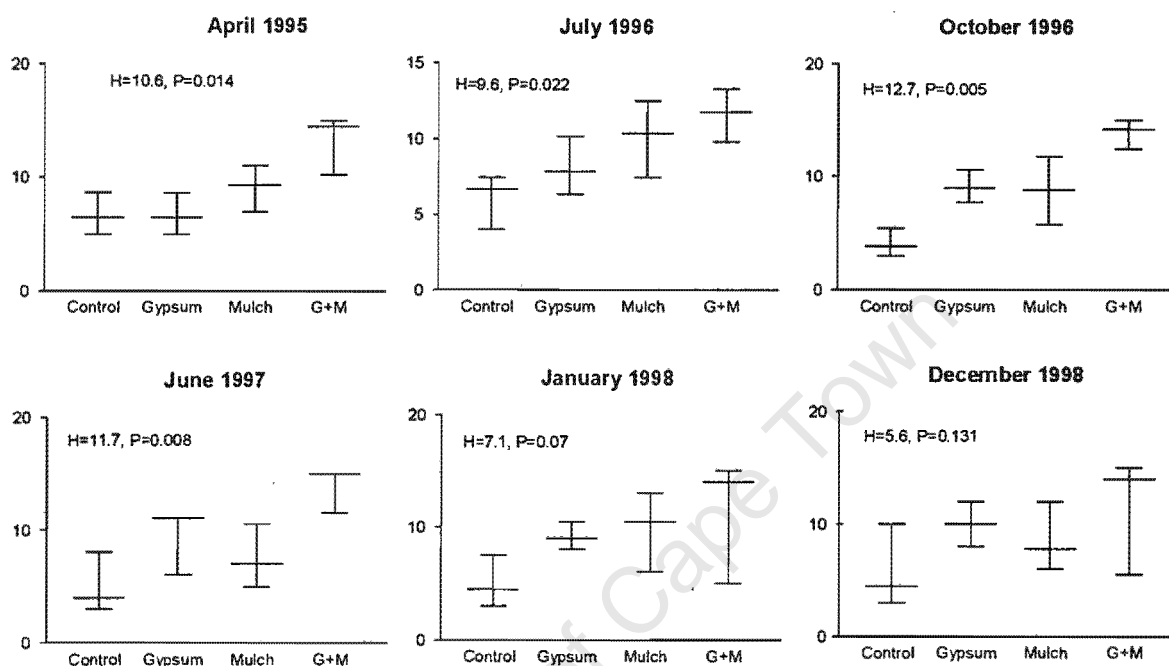 April 1995
20
10
0
H=10.6, P=0.014
Control Gypsum Mulch G+M
July 1996
15
10
5
0
H=9.6, P=0.022
Control Gypsum Mulch G+M
October 1996
20
10
0
H=12.7, P=0.005
Control Gypsum Mulch G+M
June 1997
20
10
0
H=11.7, P=0.008
Control Gypsum Mulch G+M
January 1998
20
10
0
H=7.1, P=0.07
Control Gypsum Mulch G+M
December 1998
20
10
0
H=5.6, P=0.131
Control Gypsum Mulch G+M
of Cape Town